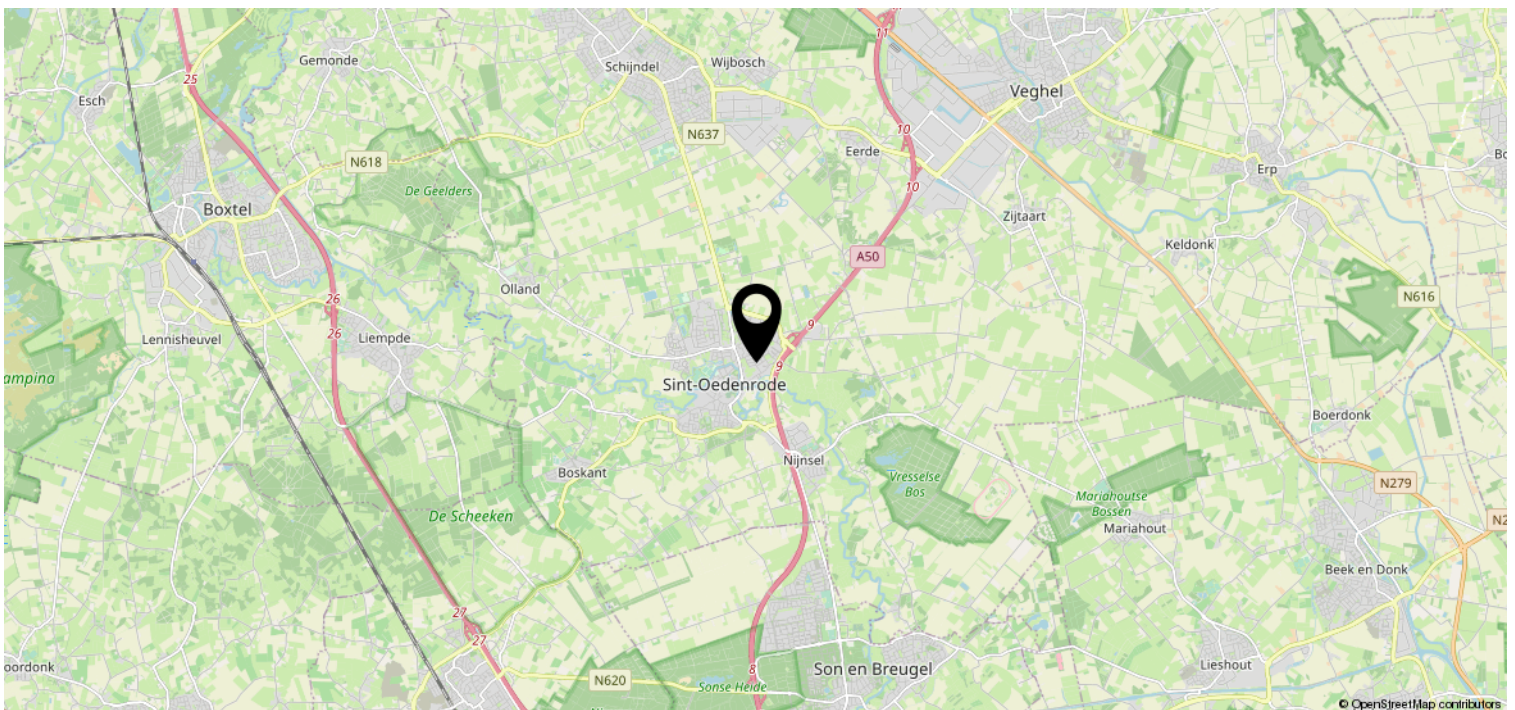 11
Gemonde
Schijndel
Wijbosch
25
Veghel
Esch
10
N637
Eerde
N618
Erp
De Geelders
10
Boxtel
Zijtaart
Keldonk
A50
Olland
N616
26
9
26
Liempde
Lennisheuvel
9
ampina
Sint-Oedenrode
Boerdonk
Nijnsel
Boskant
Vresselse
Bos
N279
Mariahoutse
Bossen
De Scheeken
Mariahout
N2
Beek en Donk
27
27
oordonk
Son en Breugel
Lieshout
8
N620
Sonse Heide
© OpenStreetMap contributors